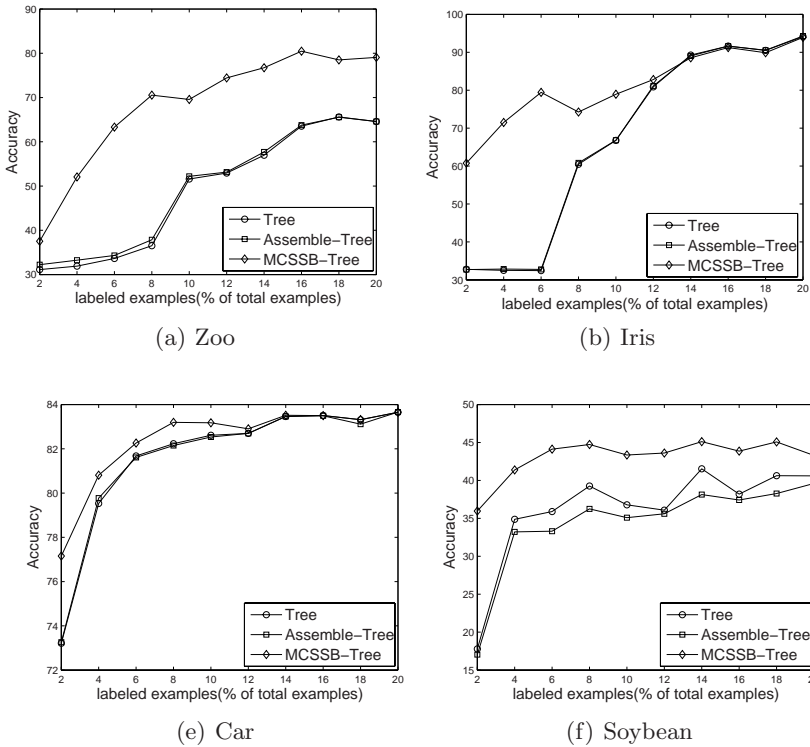 90
80
70
60
50
40
30
Accuracy
2 4 6 8 10 12 14 16 18 20
labeled examples(% of total examples)
Tree
Assemble−Tree
MCSSB−Tree
(a) Zoo
100
90
80
70
60
50
40
30
Accuracy
2 4 6 8 10 12 14 16 18 20
labeled examples(% of total examples)
Tree
Assemble−Tree
MCSSB−Tree
(b) Iris
84
82
80
78
76
74
72
Accuracy
2 4 6 8 10 12 14 16 18 20
labeled examples(% of total examples)
Tree
Assemble−Tree
MCSSB−Tree
(e) Car
50
45
40
35
30
25
20
15
Accuracy
2 4 6 8 10 12 14 16 18
labeled examples(% of total examples)
Tree
Assemble−Tree
MCSSB−Tree
(f) Soybean